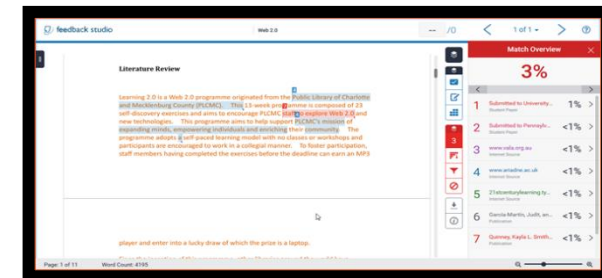 feedback studio
Web 2.0
-- /0
1 of 1
Match Overview
3%
Literature Review
Learning 2.0 is a Web 2.0 programme originated from the Public Library of Charlotte
and Mecklenburg County (PLCMC). This 13-week programme is composed of 23
self-discovery exercises and aims to encourage PLCMC staff to explore Web 2.0 and
new technologies. This programme aims to help support PLCMC's mission of
expanding minds, empowering individuals and enriching their community. The
programme adopts a self-paced learning model with no classes or workshops and
participants are encouraged to work in a collegial manner. To foster participation,
staff members having completed the exercises before the deadline can earn an MP3
player and enter into a lucky draw of which the prize is a laptop.
3
1 Submitted to University... 1%
Student Paper
2 Submitted to Pennsylv... <1%
Student Paper
3 www.vala.org.au <1%
Internet Source
4 www.ariadne.ac.uk <1%
Internet Source
5 21stcenturylearning.ty... <1%
Internet Source
6 García Martín, Judit, an... <1%
Publication
7 Gunney, Kayla L. Smith... <1%
Publication
Page: 1 of 11
Word Count: 4195